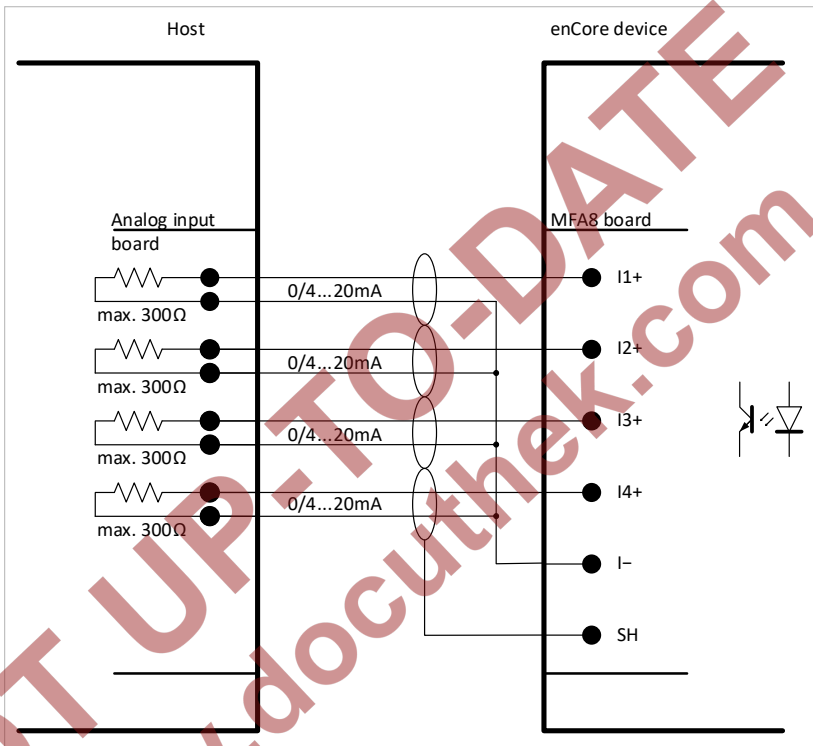 Host
enCore device
Analog input
board
MFA8 board
0/4...20mA
I1+
max. 300Ω
0/4...20mA
I2+
max. 300Ω
0/4...20mA
I3+
max. 300Ω
0/4...20mA
I4+
max. 300Ω
I−
SH
OT UP-TO-DATE
.docuthek.com